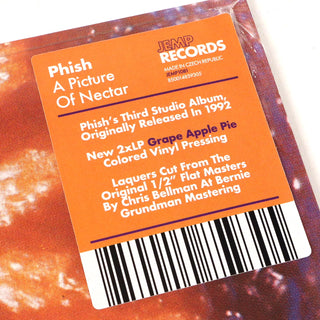 Phish
A Picture
Of Nectar
JEMP
RECORDS
MADE IN CZECH REPUBLIC
Phish's Third Studio Album,
Originally Released In 1992
New 2xLP Grape Apple Pie
Colored Vinyl Pressing
Laquers Cut From The
Original 1/2" Flat Masters
By Chris Bellman At Bernie
Grundman Mastering